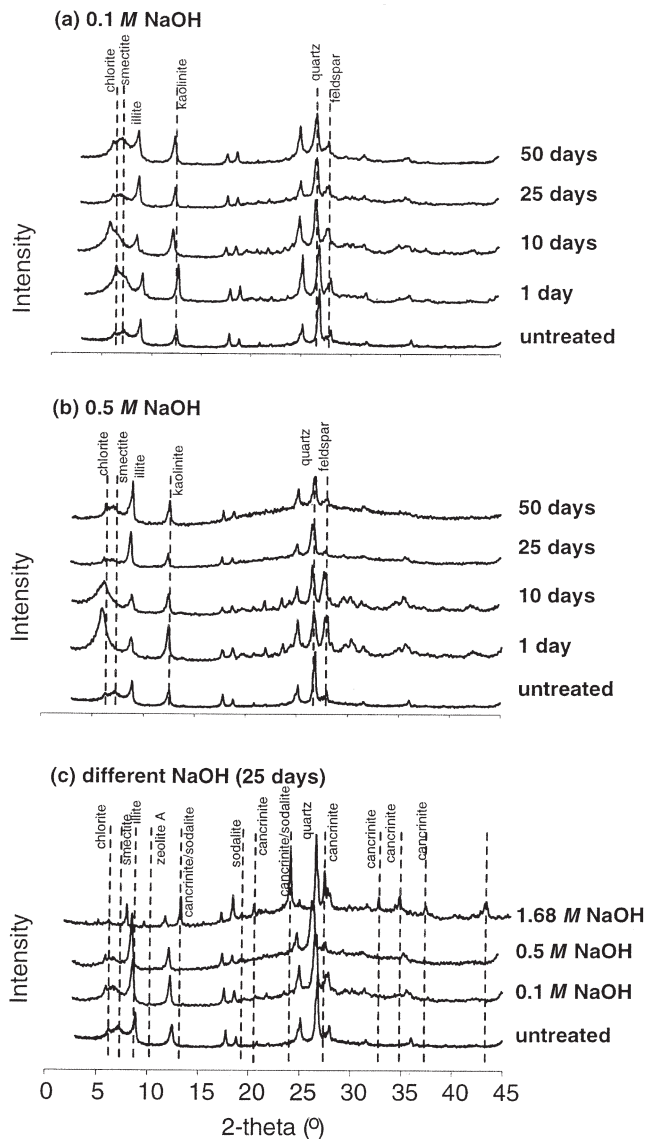 (a) 0.1 M NaOH
chlorite
smectite
illite
kaolinite
quartz
feldspar
50 days
25 days
10 days
1 day
untreated
Intensity
(b) 0.5 M NaOH
chlorite
smectite
illite
kaolinite
quartz
feldspar
50 days
25 days
10 days
1 day
untreated
Intensity
(c) different NaOH (25 days)
chlorite
smectite
illite
zeolite A
cancrinite/sodalite
sodalite
cancrinite
cancrinite/sodalite
quartz
cancrinite
cancrinite
cancrinite
cancrinite
1.68 M NaOH
0.5 M NaOH
0.1 M NaOH
untreated
Intensity
0 5 10 15 20 25 30 35 40 45
2-theta (º)